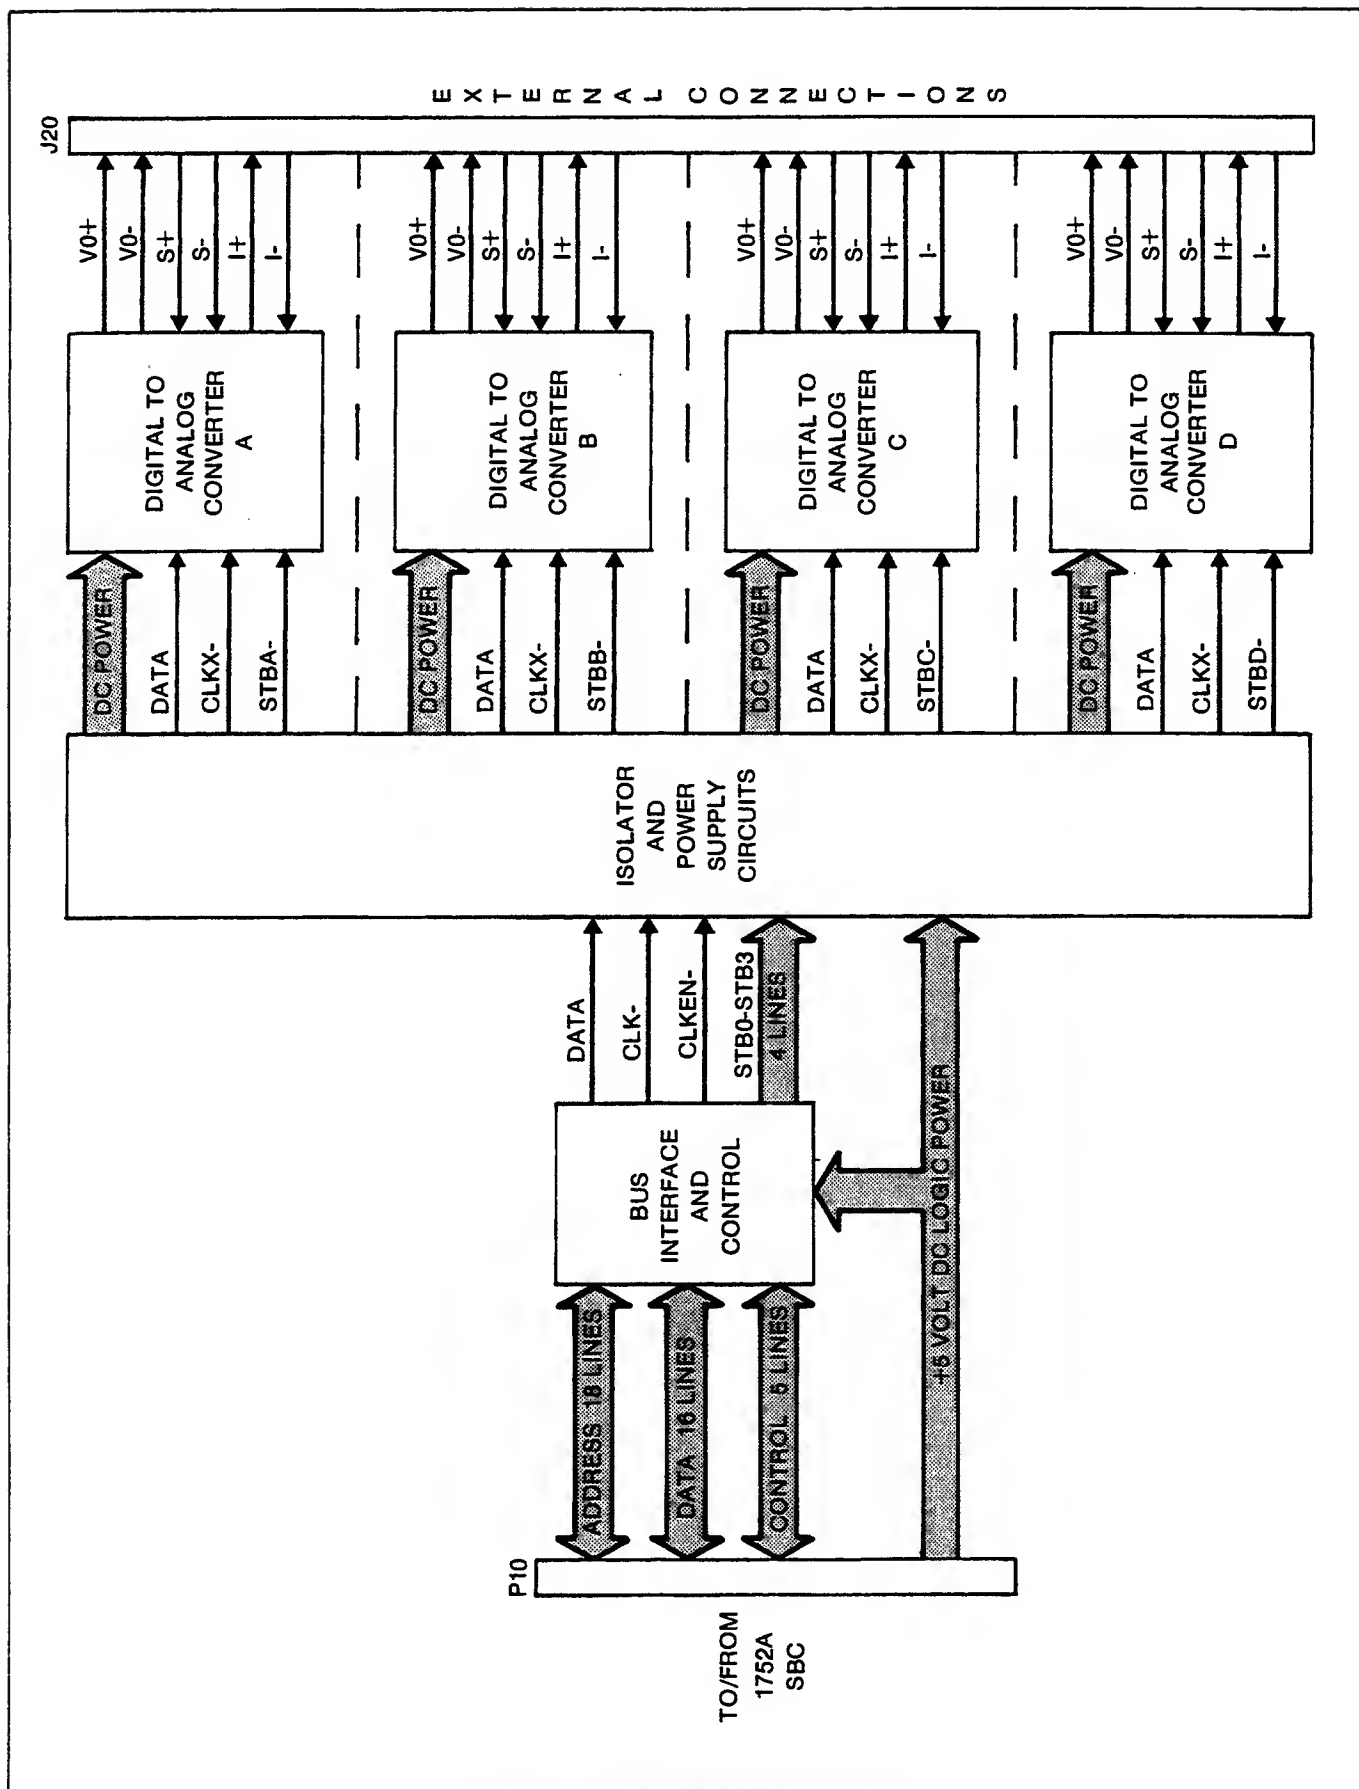 TO/FROM
1752A
SBC
P10
ADDRESS 18 LINES
DATA 16 LINES
CONTROL 5 LINES
+5 VOLT DC LOGIC POWER
BUS
INTERFACE
AND
CONTROL
DATA
CLK-
CLKEN-
STB0-STB3
4 LINES
ISOLATOR
AND
POWER
SUPPLY
CIRCUITS
DC POWER
DATA
CLKX-
STBA-
DIGITAL TO
ANALOG
CONVERTER
A
V0+
V0-
S+
S-
I+
I-
DC POWER
DATA
CLKX-
STBB-
DIGITAL TO
ANALOG
CONVERTER
B
V0+
V0-
S+
S-
I+
I-
DC POWER
DATA
CLKX-
STBC-
DIGITAL TO
ANALOG
CONVERTER
C
V0+
V0-
S+
S-
I+
I-
DC POWER
DATA
CLKX-
STBD-
DIGITAL TO
ANALOG
CONVERTER
D
V0+
V0-
S+
S-
I+
I-
J20
EXTERNAL CONNECTIONS